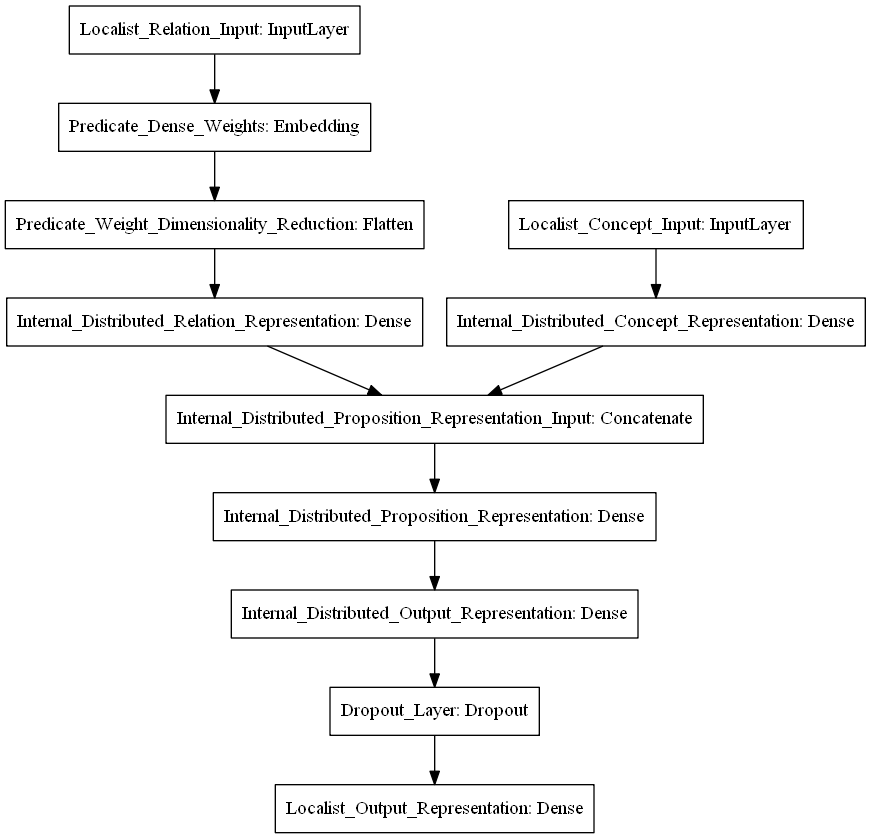 Localist_Relation_Input: InputLayer
Predicate_Dense_Weights: Embedding
Predicate_Weight_Dimensionality_Reduction: Flatten
Localist_Concept_Input: InputLayer
Internal_Distributed_Relation_Representation: Dense
Internal_Distributed_Concept_Representation: Dense
Internal_Distributed_Proposition_Representation_Input: Concatenate
Internal_Distributed_Proposition_Representation: Dense
Internal_Distributed_Output_Representation: Dense
Dropout_Layer: Dropout
Localist_Output_Representation: Dense